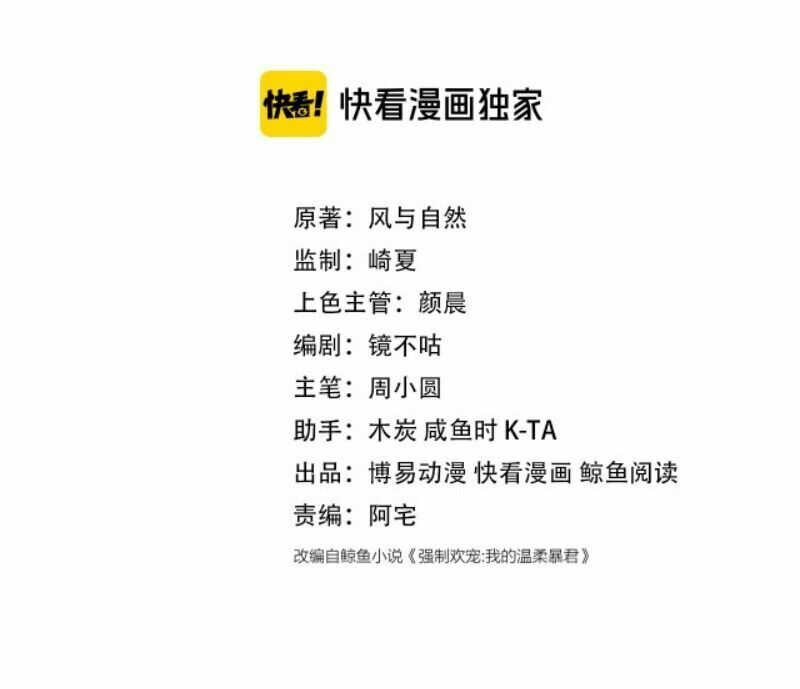 快看! 快看漫画独家
原著：风与自然
监制：崎夏
上色主管：颜晨
编剧：镜不咕
主笔：周小圆
助手：木炭 咸鱼时 K-TA
出品：博易动漫 快看漫画 鲸鱼阅读
责编：阿宅
改编自鲸鱼小说《强制欢宠:我的温柔暴君》